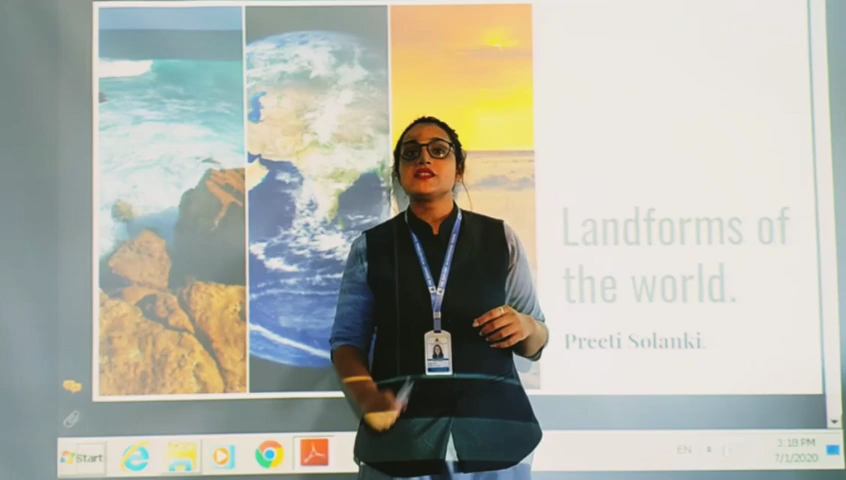 Landforms of
the world.
Preeti Solanki.
Start
EN
3:18 PM
7/1/2020